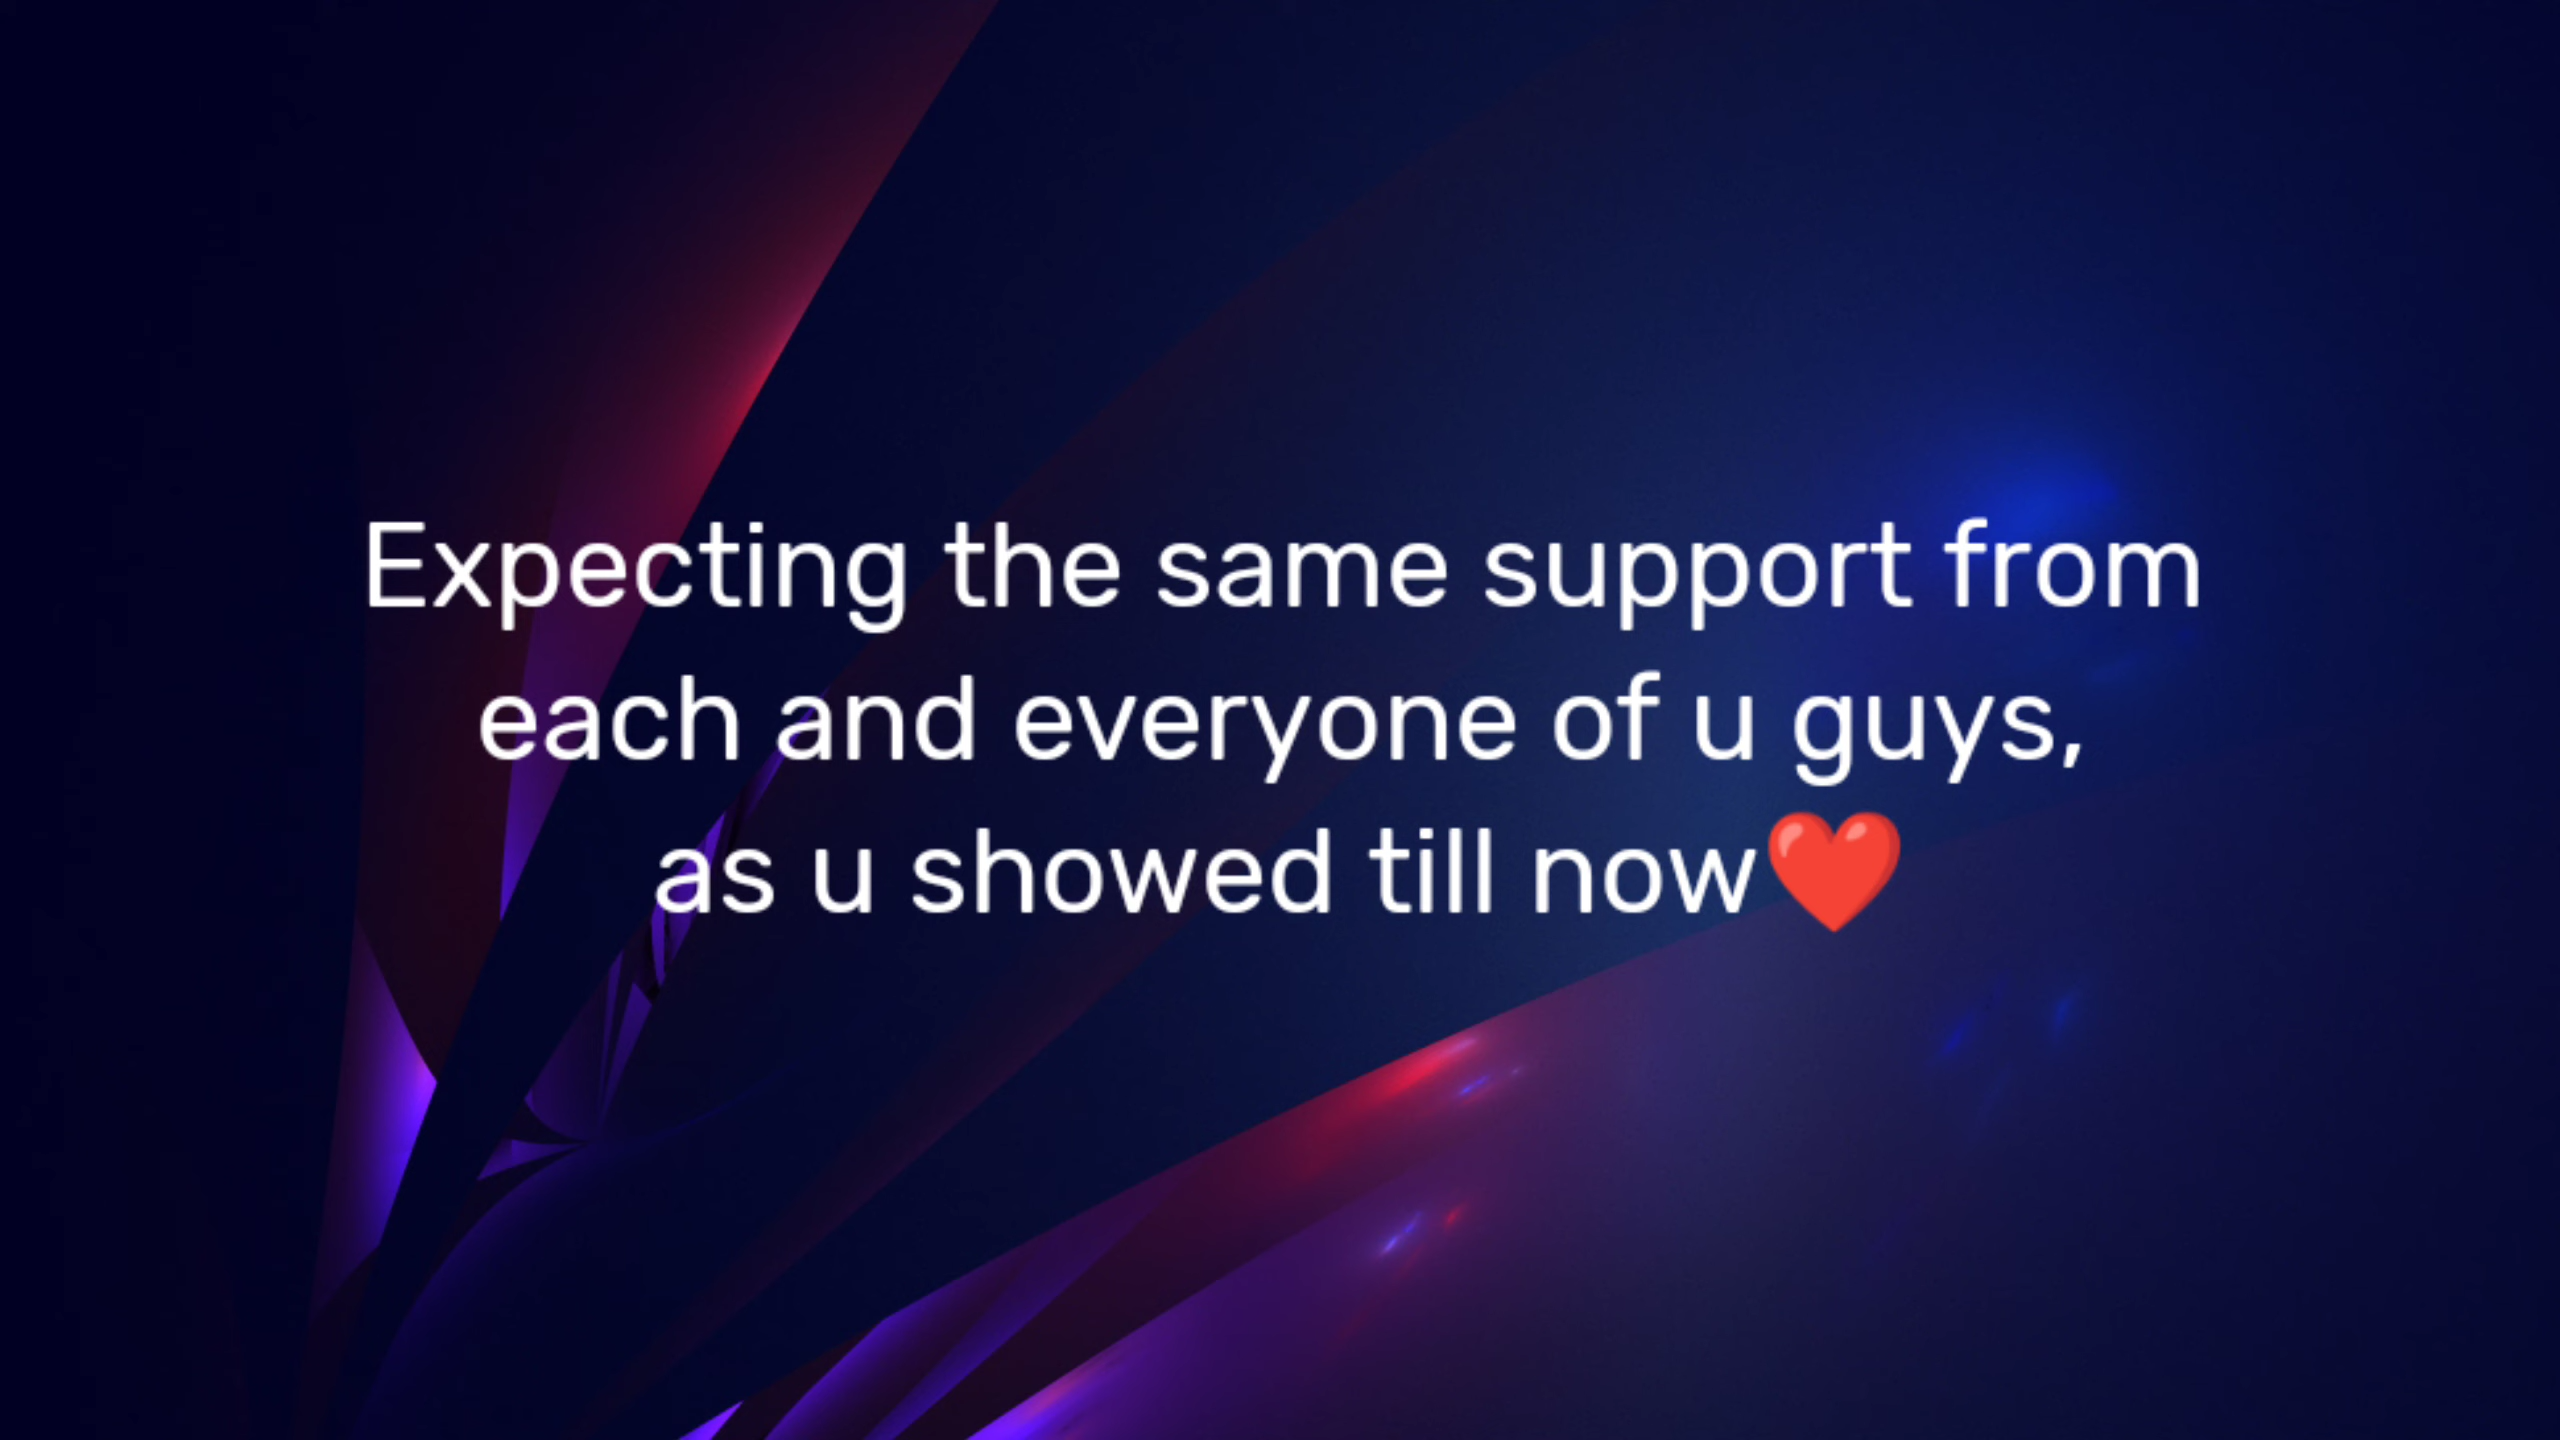 Expecting the same support from
each and everyone of u guys,
as u showed till now❤️